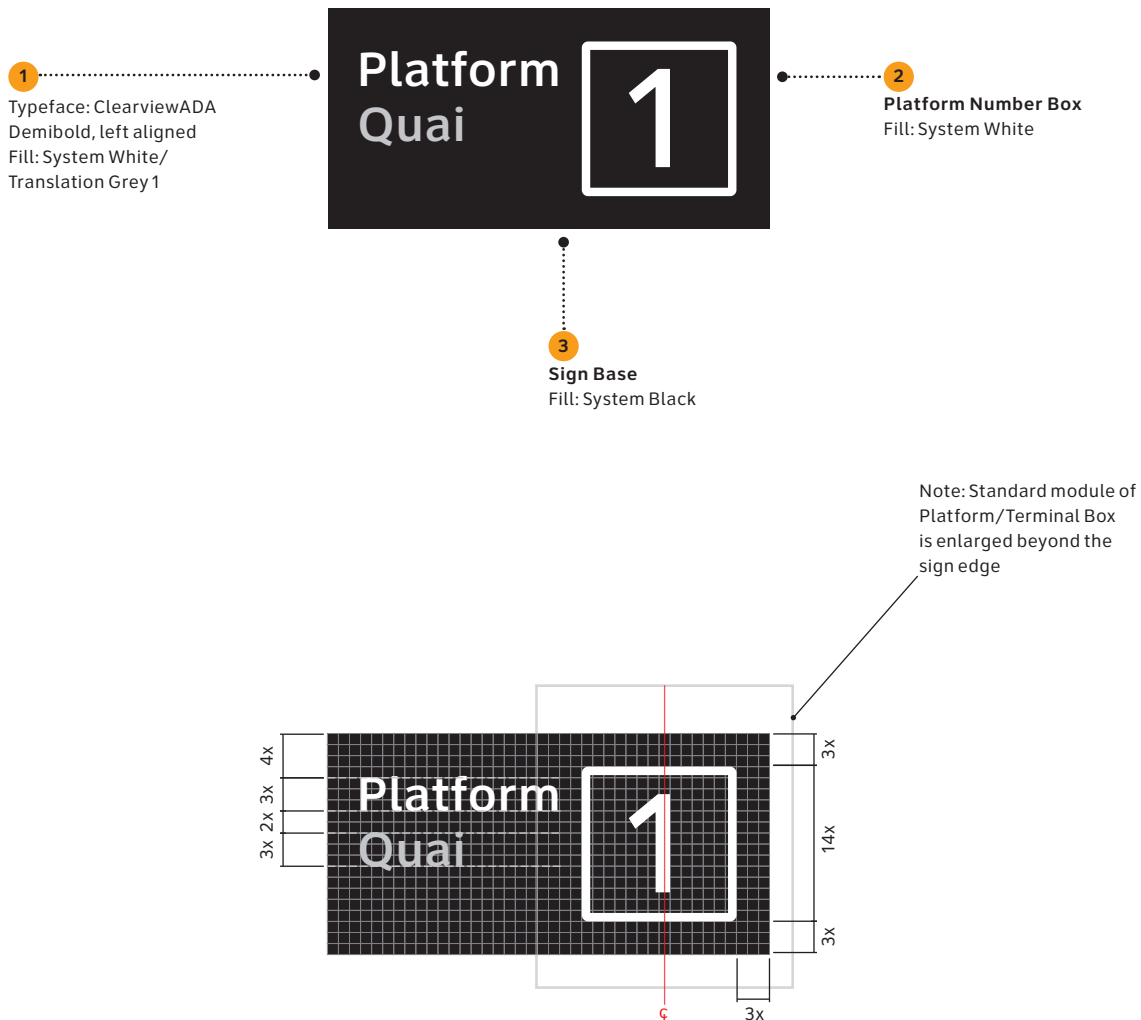 Platform
Quai
1
1
Typeface: ClearviewADA
Demibold, left aligned
Fill: System White/
Translation Grey 1
2
Platform Number Box
Fill: System White
3
Sign Base
Fill: System Black
Note: Standard module of
Platform/Terminal Box
is enlarged beyond the
sign edge
4x
3x
2x
3x
Platform
Quai
1
3x
14x
3x
3x
℄